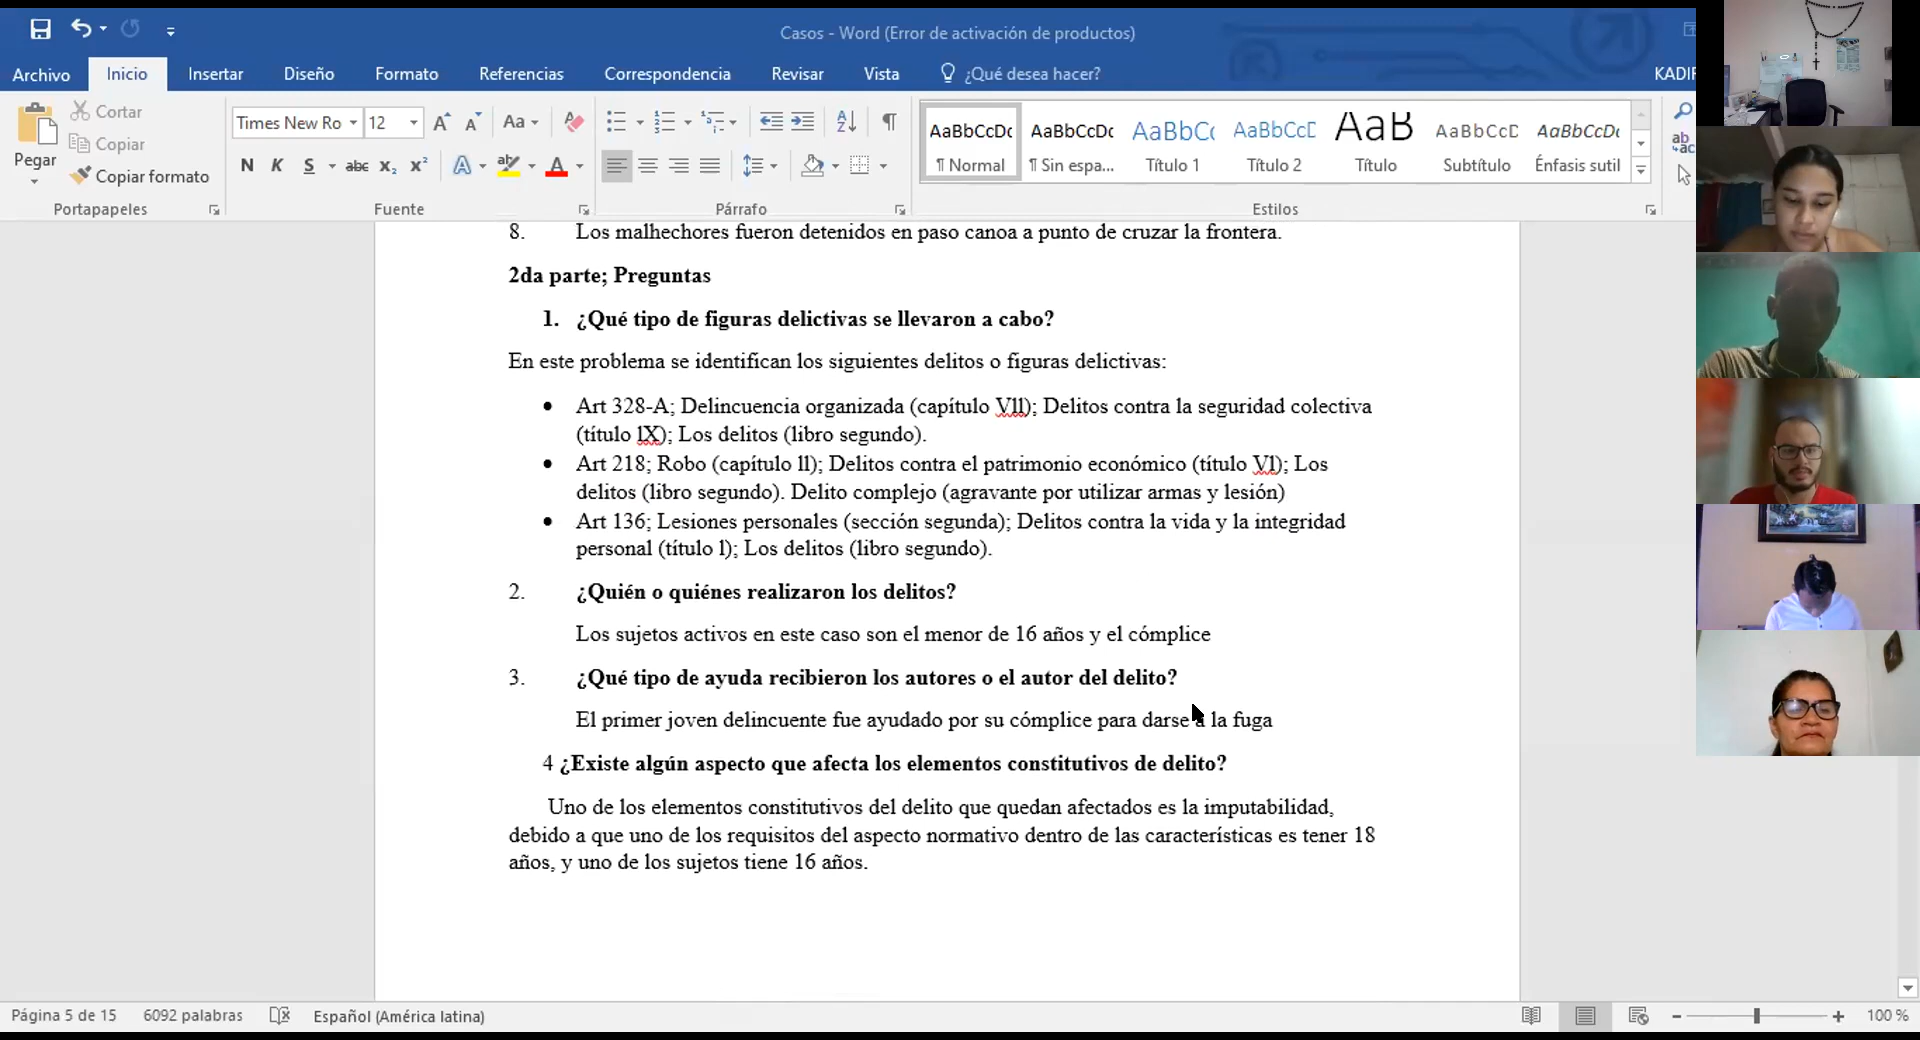 Casos - Word (Error de activación de productos)
Archivo Inicio Insertar Diseño Formato Referencias Correspondencia Revisar Vista ¿Qué desea hacer?
Cortar
Copiar
Copiar formato
Pegar
Portapapeles
Times New Ro 12
N K S abc x₂ x²
Fuente
Párrafo
AaBbCcDc AaBbCcDc AaBbC AaBbCcD AaB AaBbCcD AaBbCcDc
¶ Normal ¶ Sin espa... Título 1 Título 2 Título Subtítulo Énfasis sutil
Estilos
8. Los malhechores fueron detenidos en paso canoa a punto de cruzar la frontera.
2da parte; Preguntas
1. ¿Qué tipo de figuras delictivas se llevaron a cabo?
En este problema se identifican los siguientes delitos o figuras delictivas:
• Art 328-A; Delincuencia organizada (capítulo Vll); Delitos contra la seguridad colectiva
(título lX); Los delitos (libro segundo).
• Art 218; Robo (capítulo ll); Delitos contra el patrimonio económico (título Vl); Los
delitos (libro segundo). Delito complejo (agravante por utilizar armas y lesión)
• Art 136; Lesiones personales (sección segunda); Delitos contra la vida y la integridad
personal (título l); Los delitos (libro segundo).
2. ¿Quién o quiénes realizaron los delitos?
Los sujetos activos en este caso son el menor de 16 años y el cómplice
3. ¿Qué tipo de ayuda recibieron los autores o el autor del delito?
El primer joven delincuente fue ayudado por su cómplice para darse a la fuga
4 ¿Existe algún aspecto que afecta los elementos constitutivos de delito?
Uno de los elementos constitutivos del delito que quedan afectados es la imputabilidad,
debido a que uno de los requisitos del aspecto normativo dentro de las características es tener 18
años, y uno de los sujetos tiene 16 años.
Página 5 de 15 6092 palabras Español (América latina) 100 %